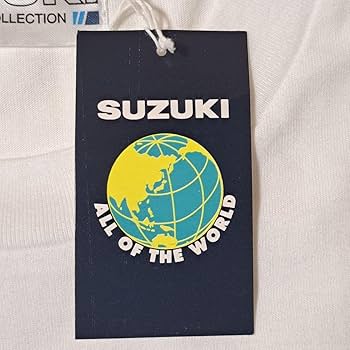 COLLECTION
SUZUKI
ALL OF THE WORLD